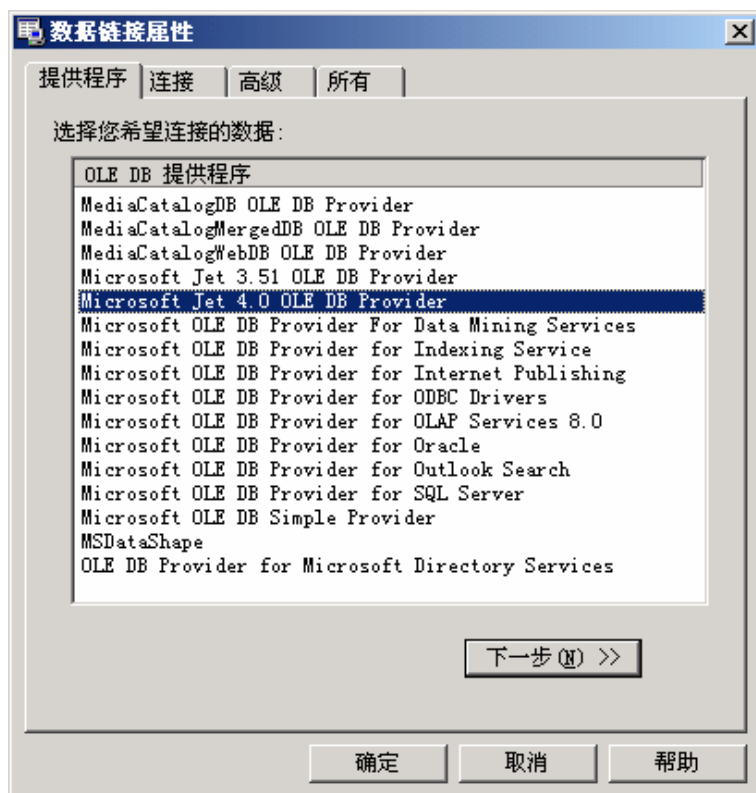 数据链接属性
提供程序 连接 高级 所有
选择您希望连接的数据:
OLE DB 提供程序
MediaCatalogDB OLE DB Provider
MediaCatalogMergedDB OLE DB Provider
MediaCatalogWebDB OLE DB Provider
Microsoft Jet 3.51 OLE DB Provider
Microsoft Jet 4.0 OLE DB Provider
Microsoft OLE DB Provider For Data Mining Services
Microsoft OLE DB Provider for Indexing Service
Microsoft OLE DB Provider for Internet Publishing
Microsoft OLE DB Provider for ODBC Drivers
Microsoft OLE DB Provider for OLAP Services 8.0
Microsoft OLE DB Provider for Oracle
Microsoft OLE DB Provider for Outlook Search
Microsoft OLE DB Provider for SQL Server
Microsoft OLE DB Simple Provider
MSDataShape
OLE DB Provider for Microsoft Directory Services
下一步(N) >>
确定 取消 帮助